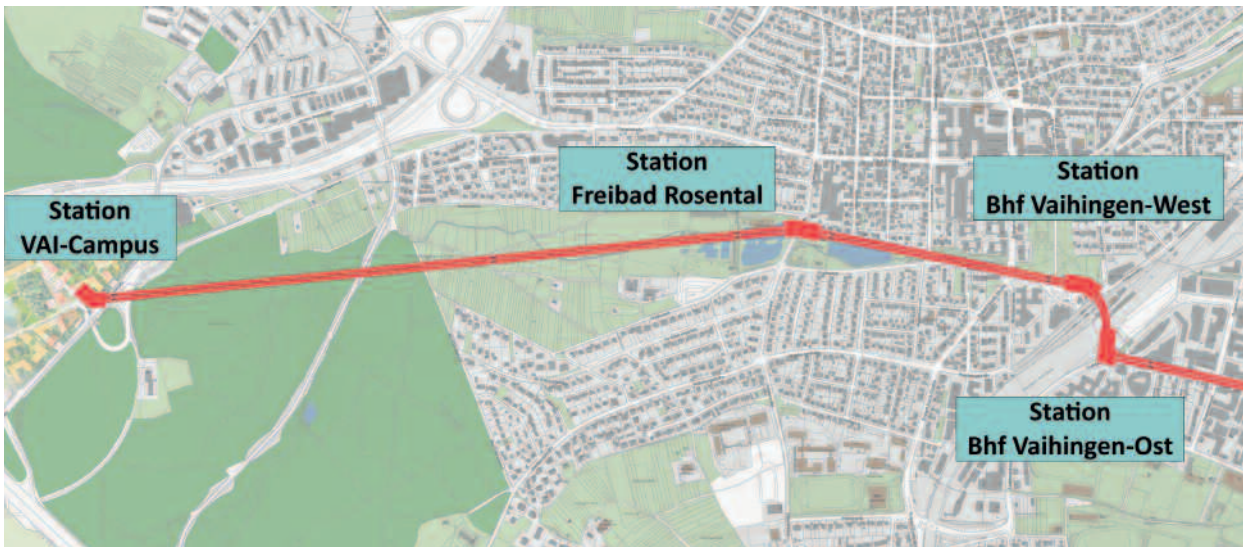 Station
VAI-Campus
Station
Freibad Rosental
Station
Bhf Vaihingen-West
Station
Bhf Vaihingen-Ost